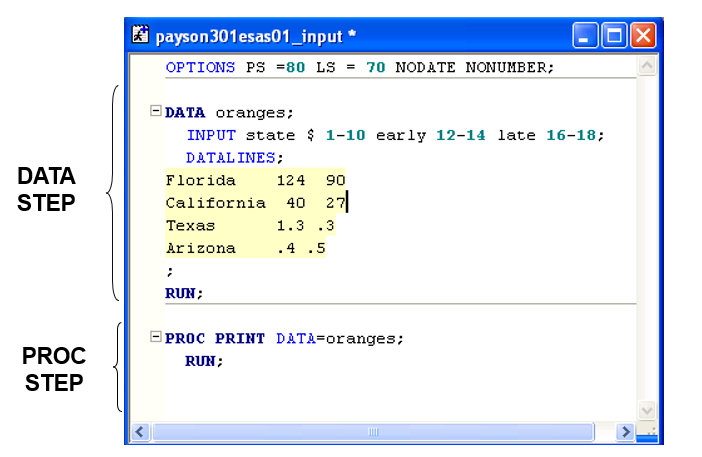 payson301esas01_input *
OPTIONS PS =80 LS = 70 NODATE NONUMBER;
DATA oranges;
INPUT state $ 1-10 early 12-14 late 16-18;
DATALINES;
Florida    124  90
California  40  27
Texas      1.3 .3
Arizona    .4 .5
;
RUN;
DATA
STEP
PROC PRINT DATA=oranges;
RUN;
PROC
STEP